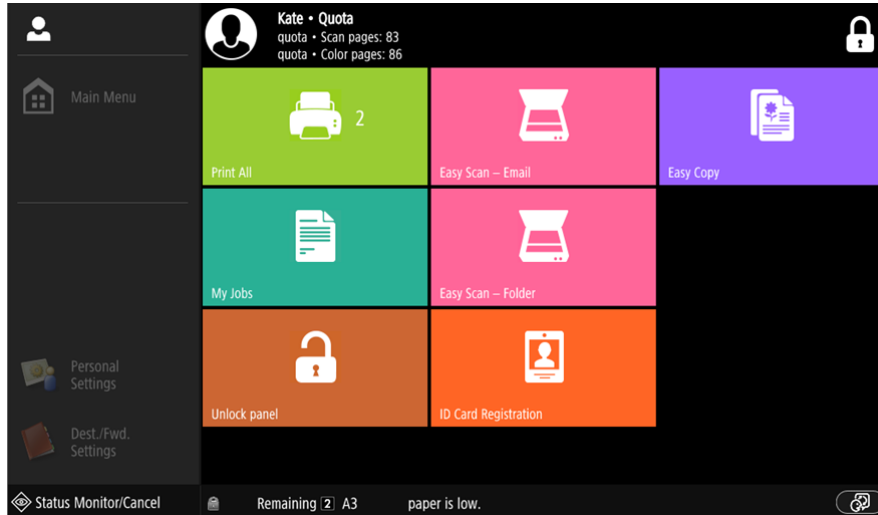 Kate • Quota
quota • Scan pages: 83
quota • Color pages: 86
Main Menu
2
Print All
Easy Scan – Email
Easy Copy
My Jobs
Easy Scan – Folder
Personal
Settings
Unlock panel
ID Card Registration
Dest./Fwd.
Settings
Status Monitor/Cancel
Remaining 2 A3 paper is low.